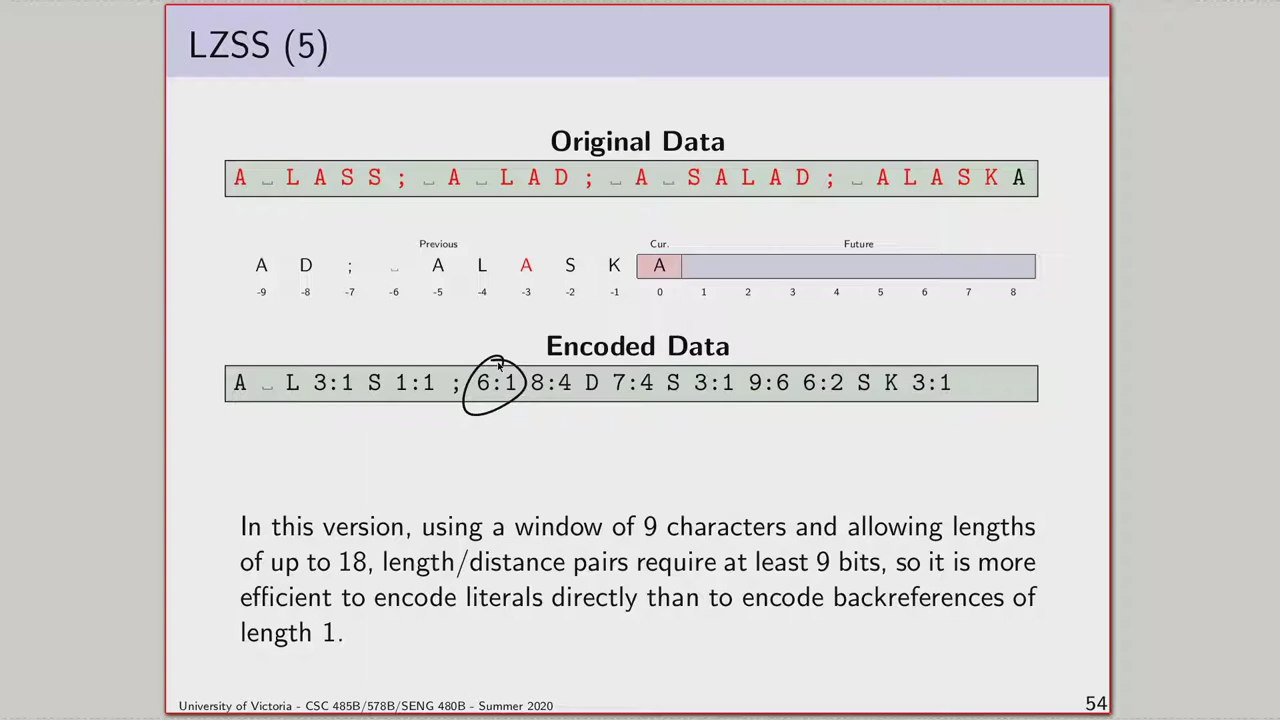 LZSS (5)
Original Data
A ␣ L A S S ; ␣ A ␣ L A D ; ␣ A ␣ S A L A D ; ␣ A L A S K A
Previous Cur. Future
A D ; ␣ A L A S K A
-9 -8 -7 -6 -5 -4 -3 -2 -1 0 1 2 3 4 5 6 7 8
Encoded Data
A ␣ L 3:1 S 1:1 ; 6:1 8:4 D 7:4 S 3:1 9:6 6:2 S K 3:1
In this version, using a window of 9 characters and allowing lengths
of up to 18, length/distance pairs require at least 9 bits, so it is more
efficient to encode literals directly than to encode backreferences of
length 1.
University of Victoria - CSC 485B/578B/SENG 480B - Summer 2020 54